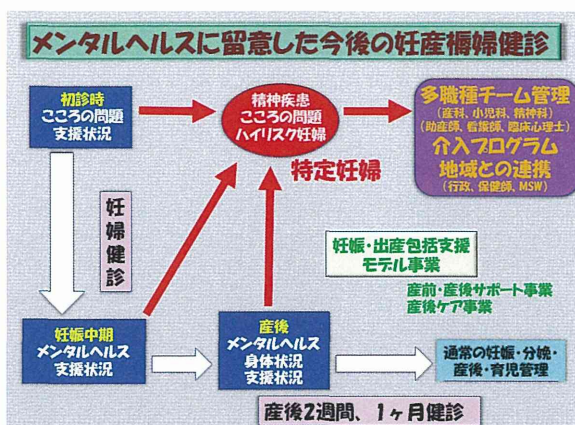 メンタルヘルスに留意した今後の妊産褥婦健診
初診時
こころの問題
支援状況
精神疾患
こころの問題
ハイリスク妊婦
特定妊婦
多職種チーム管理
(産科、小児科、精神科)
(助産師、看護師、臨床心理士)
介入プログラム
地域との連携
(行政、保健師、MSW)
妊婦健診
妊娠・出産包括支援
モデル事業
産前・産後サポート事業
産後ケア事業
妊娠中期
メンタルヘルス
支援状況
産後
メンタルヘルス
身体状況
支援状況
通常の妊娠・分娩・
産後・育児管理
産後2週間、1ヶ月健診